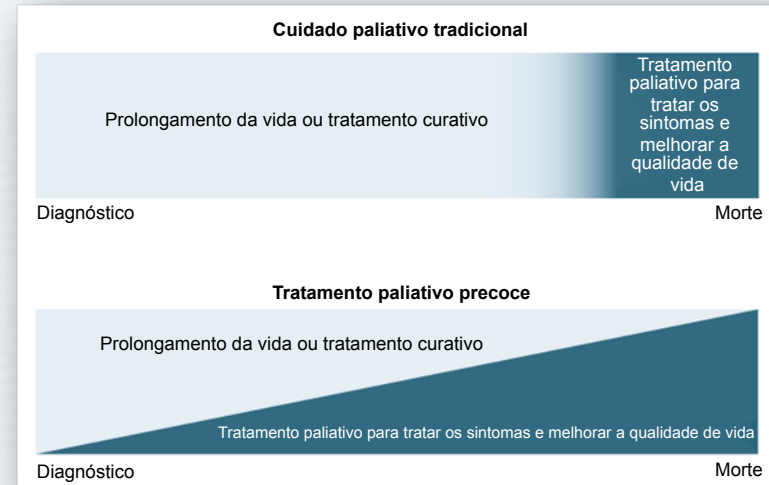 Cuidado paliativo tradicional
Prolongamento da vida ou tratamento curativo
Tratamento
paliativo para
tratar os
sintomas e
melhorar a
qualidade de
vida
Diagnóstico
Morte
Tratamento paliativo precoce
Prolongamento da vida ou tratamento curativo
Tratamento paliativo para tratar os sintomas e melhorar a qualidade de vida
Diagnóstico
Morte